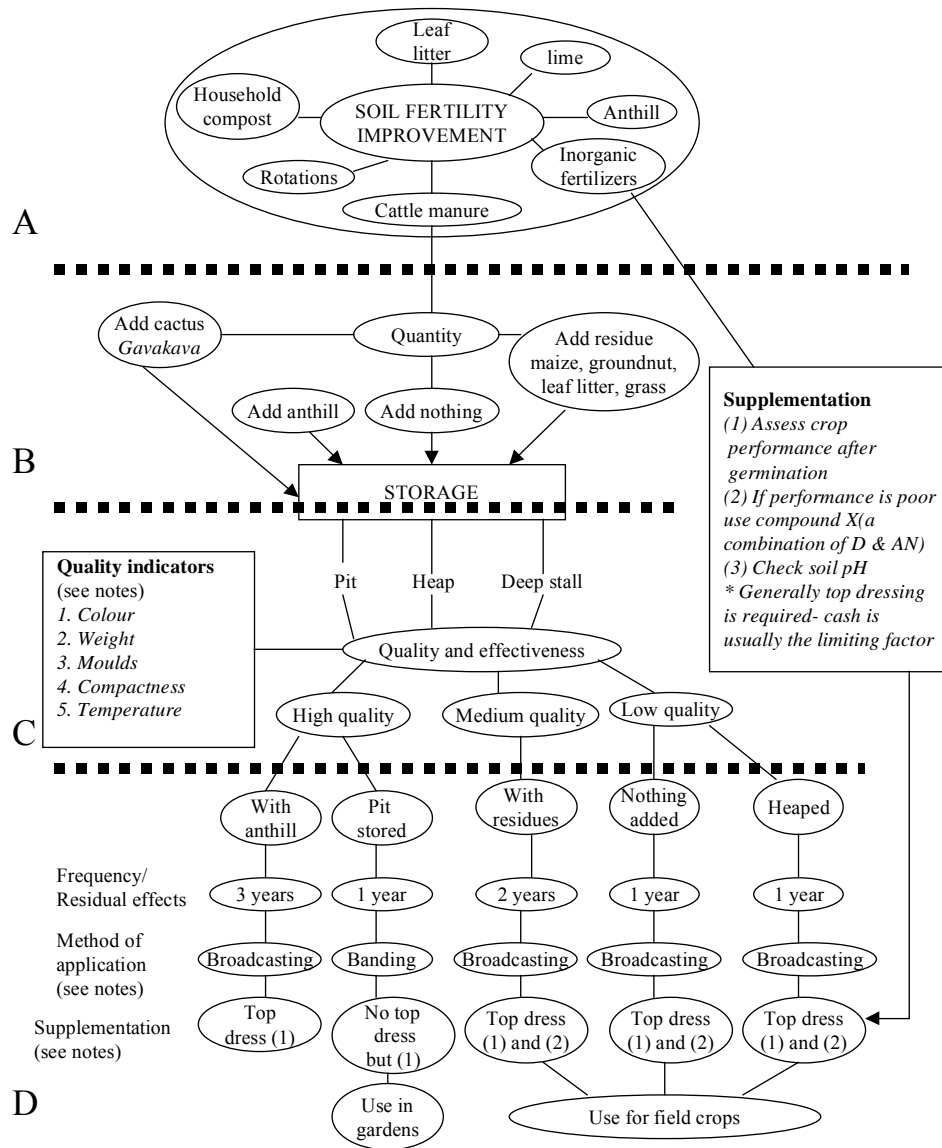 Leaf
litter
lime
Household
compost
SOIL FERTILITY
IMPROVEMENT
Anthill
Rotations
Inorganic
fertilizers
Cattle manure
A
Add cactus
Gavakava
Quantity
Add residue
maize, groundnut,
leaf litter, grass
Add anthill
Add nothing
B
STORAGE
Supplementation
(1) Assess crop
performance after
germination
(2) If performance is poor
use compound X(a
combination of D & AN)
(3) Check soil pH
* Generally top dressing
is required- cash is
usually the limiting factor
Pit
Heap
Deep stall
Quality indicators
(see notes)
1. Colour
2. Weight
3. Moulds
4. Compactness
5. Temperature
Quality and effectiveness
High quality
Medium quality
Low quality
C
With
anthill
Pit
stored
With
residues
Nothing
added
Heaped
Frequency/
Residual effects
3 years
1 year
2 years
1 year
1 year
Method of
application
(see notes)
Broadcasting
Banding
Broadcasting
Broadcasting
Broadcasting
Supplementation
(see notes)
Top
dress (1)
No top
dress
but (1)
Top dress
(1) and (2)
Top dress
(1) and (2)
Top dress
(1) and (2)
D
Use in
gardens
Use for field crops